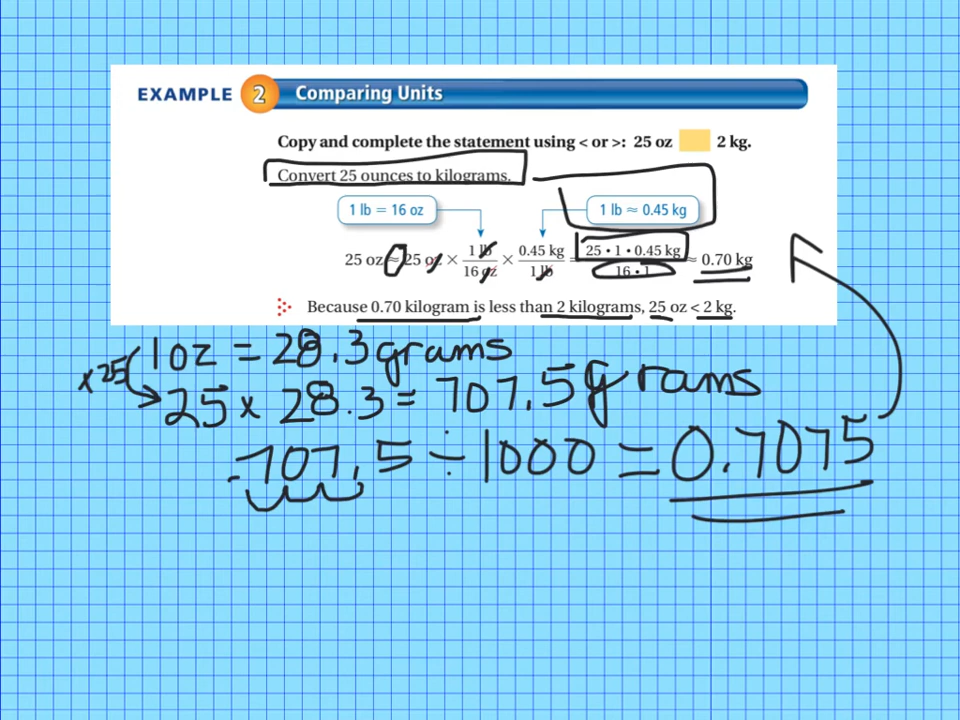 EXAMPLE 2 Comparing Units
Copy and complete the statement using < or >: 25 oz 2 kg.
Convert 25 ounces to kilograms.
1 lb = 16 oz 1 lb ≈ 0.45 kg
25 oz ≈ 25 oz × 1 lb / 16 oz × 0.45 kg / 1 lb = 25 • 1 • 0.45 kg / 16 • 1 ≈ 0.70 kg
Because 0.70 kilogram is less than 2 kilograms, 25 oz < 2 kg.
1oz = 28.3grams
x25
25 x 28.3 = 707.5grams
.707.5 ÷ 1000 = 0.7075